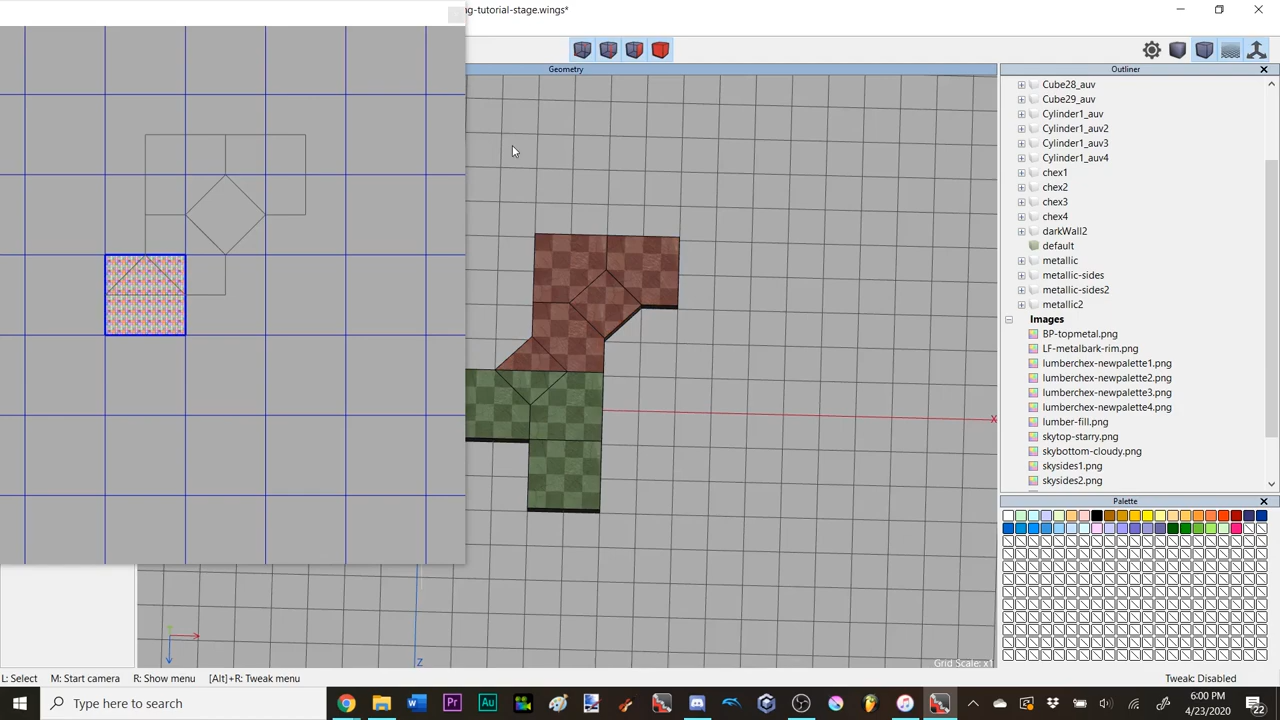 ng-tutorial-stage.wings*
Geometry
Outliner
Cube28_auv
Cube29_auv
Cylinder1_auv
Cylinder1_auv2
Cylinder1_auv3
Cylinder1_auv4
chex1
chex2
chex3
chex4
darkWall2
default
metallic
metallic-sides
metallic-sides2
metallic2
Images
BP-topmetal.png
LF-metalbark-rim.png
lumberchex-newpalette1.png
lumberchex-newpalette2.png
lumberchex-newpalette3.png
lumberchex-newpalette4.png
lumber-fill.png
skytop-starry.png
skybottom-cloudy.png
skysides1.png
skysides2.png
Palette
X
Z
Grid Scale: x1
L: Select M: Start camera R: Show menu [Alt]+R: Tweak menu
Tweak: Disabled
Type here to search
6:00 PM
4/23/2020
22